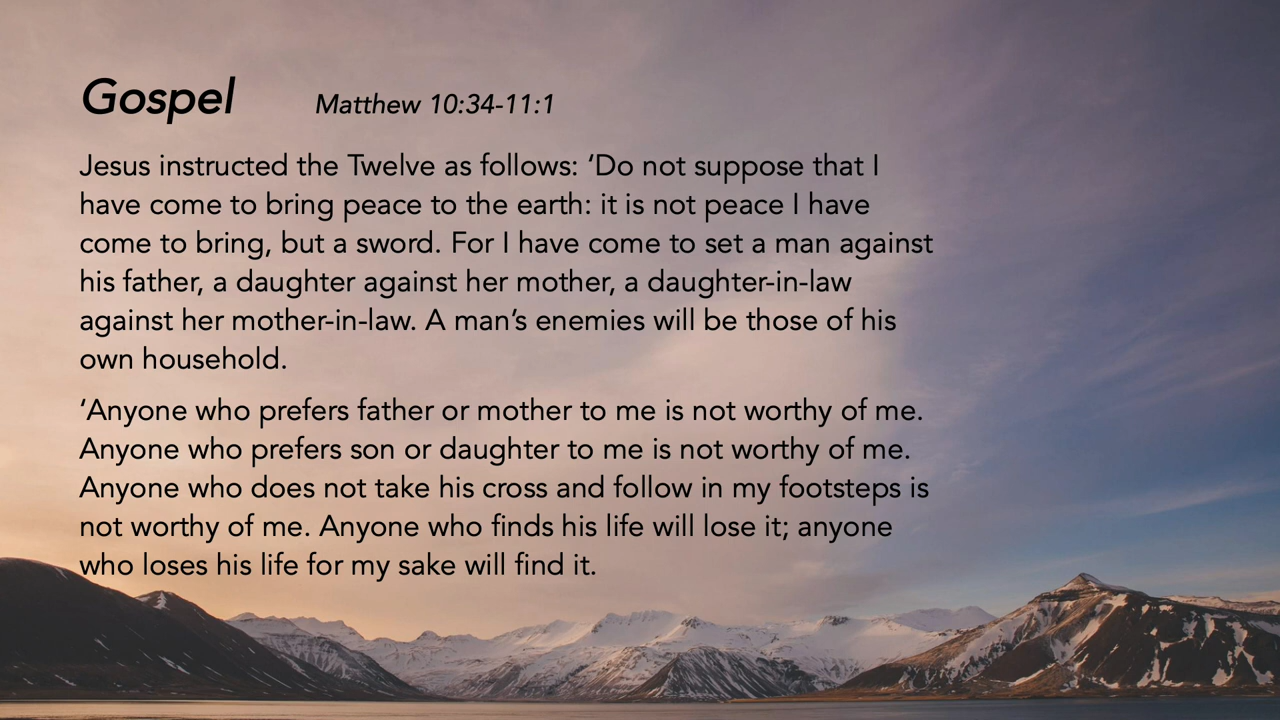 Gospel Matthew 10:34-11:1
Jesus instructed the Twelve as follows: ‘Do not suppose that I
have come to bring peace to the earth: it is not peace I have
come to bring, but a sword. For I have come to set a man against
his father, a daughter against her mother, a daughter-in-law
against her mother-in-law. A man’s enemies will be those of his
own household.
‘Anyone who prefers father or mother to me is not worthy of me.
Anyone who prefers son or daughter to me is not worthy of me.
Anyone who does not take his cross and follow in my footsteps is
not worthy of me. Anyone who finds his life will lose it; anyone
who loses his life for my sake will find it.